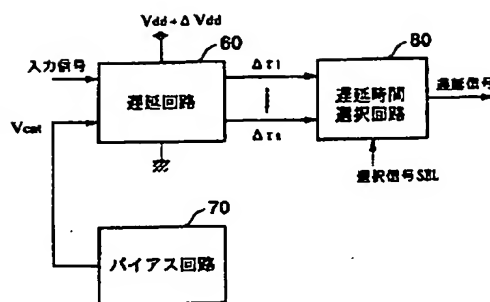 Vdd+ΔVdd
60
80
入力信号
遅延回路
Δτ1
遅延時間
選択回路
遅延信号
Vcnt
Δτn
選択信号SEL
70
バイアス回路